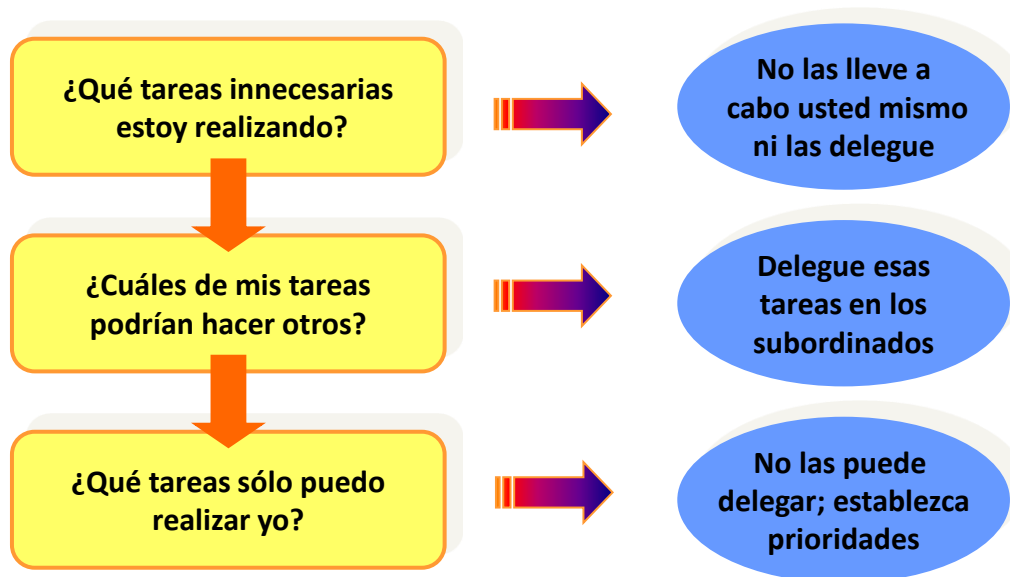 ¿Qué tareas innecesarias
estoy realizando?
No las lleve a
cabo usted mismo
ni las delegue
¿Cuáles de mis tareas
podrían hacer otros?
Delegue esas
tareas en los
subordinados
¿Qué tareas sólo puedo
realizar yo?
No las puede
delegar; establezca
prioridades